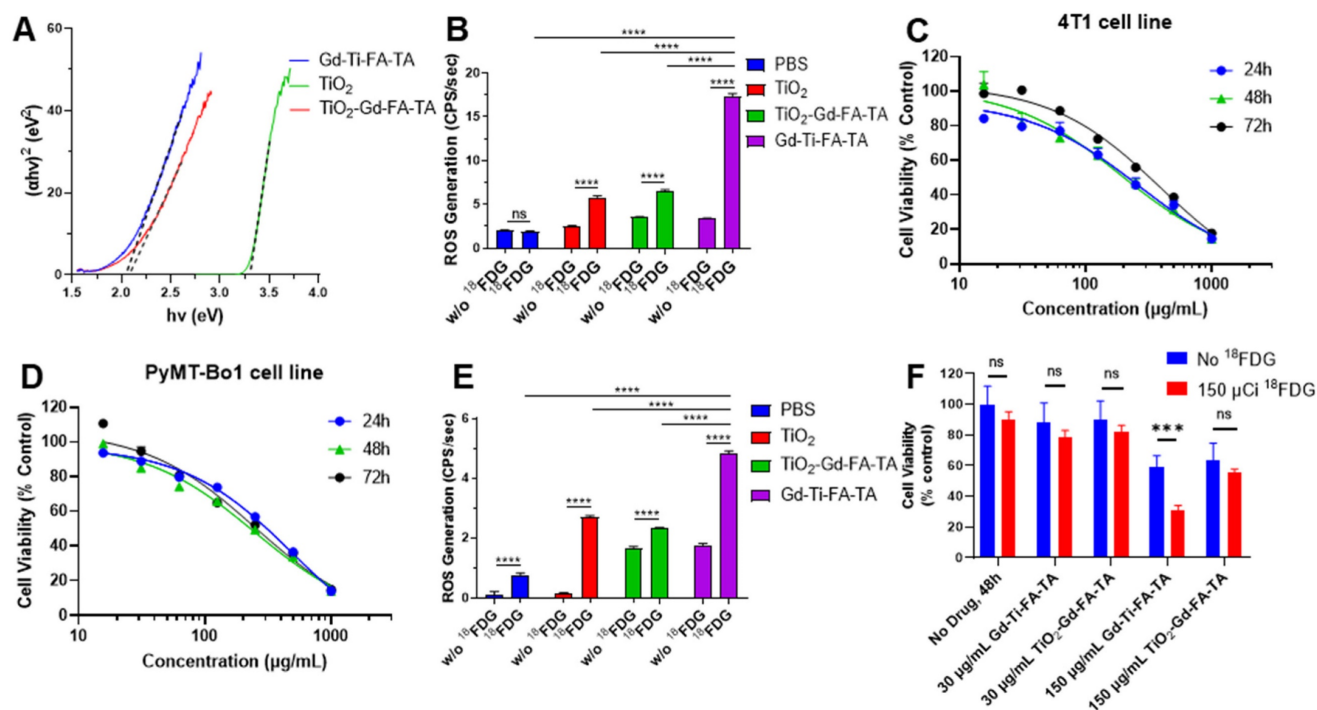 A
(αhν)² (eV²)
60
40
20
0
1.5 2.0 2.5 3.0 3.5 4.0
hν (eV)
Gd-Ti-FA-TA
TiO₂
TiO₂-Gd-FA-TA
B
ROS Generation (CPS/sec)
20
15
10
5
0
ns
****
****
****
****
****
****
PBS
TiO₂
TiO₂-Gd-FA-TA
Gd-Ti-FA-TA
w/o ¹⁸FDG
¹⁸FDG
w/o ¹⁸FDG
¹⁸FDG
w/o ¹⁸FDG
¹⁸FDG
w/o ¹⁸FDG
¹⁸FDG
C
4T1 cell line
Cell Viability (% Control)
120
100
80
60
40
20
0
10 100 1000
Concentration (µg/mL)
24h
48h
72h
D
PyMT-Bo1 cell line
Cell Viability (% Control)
120
100
80
60
40
20
0
10 100 1000
Concentration (µg/mL)
24h
48h
72h
E
ROS Generation (CPS/sec)
6
4
2
0
****
****
****
****
****
****
****
PBS
TiO₂
TiO₂-Gd-FA-TA
Gd-Ti-FA-TA
w/o ¹⁸FDG
¹⁸FDG
w/o ¹⁸FDG
¹⁸FDG
w/o ¹⁸FDG
¹⁸FDG
w/o ¹⁸FDG
¹⁸FDG
F
No ¹⁸FDG
150 µCi ¹⁸FDG
Cell Viability
(% control)
120
100
80
60
40
20
0
ns
ns
ns
***
ns
No Drug, 48h
30 µg/mL Gd-Ti-FA-TA
30 µg/mL TiO₂-Gd-FA-TA
150 µg/mL Gd-Ti-FA-TA
150 µg/mL TiO₂-Gd-FA-TA